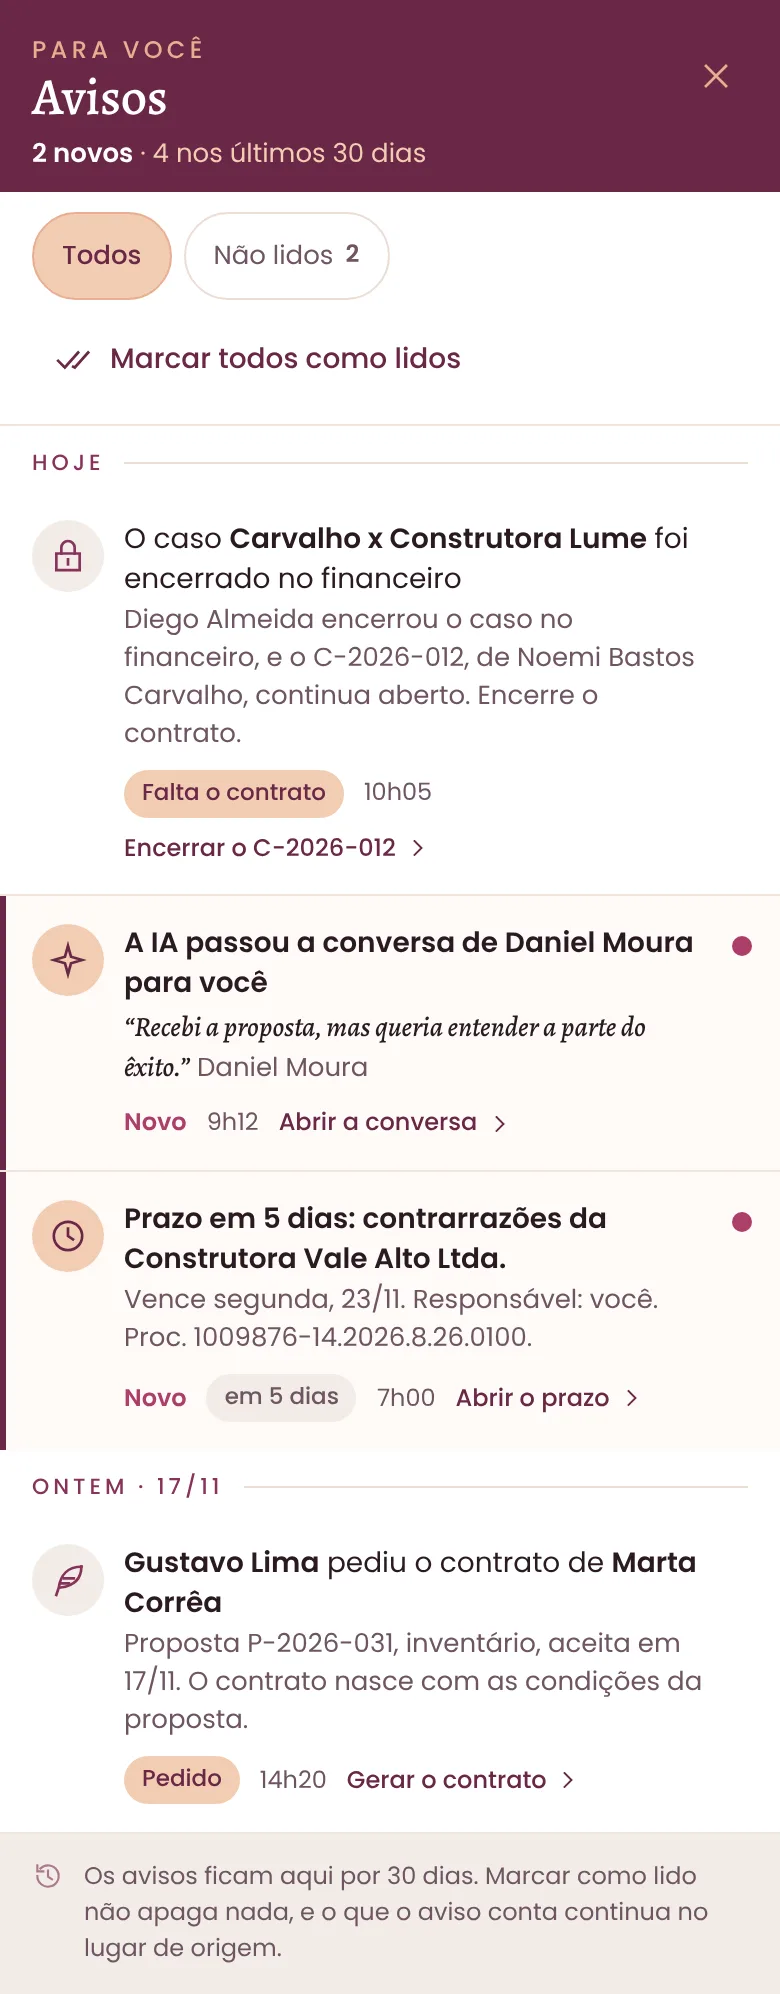 PARA VOCÊ
Avisos
2 novos · 4 nos últimos 30 dias
Todos
Não lidos 2
Marcar todos como lidos
HOJE
O caso Carvalho x Construtora Lume foi
encerrado no financeiro
Diego Almeida encerrou o caso no
financeiro, e o C-2026-012, de Noemi Bastos
Carvalho, continua aberto. Encerre o
contrato.
Falta o contrato 10h05
Encerrar o C-2026-012
A IA passou a conversa de Daniel Moura
para você
“Recebi a proposta, mas queria entender a parte do
êxito.” Daniel Moura
Novo 9h12 Abrir a conversa
Prazo em 5 dias: contrarrazões da
Construtora Vale Alto Ltda.
Vence segunda, 23/11. Responsável: você.
Proc. 1009876-14.2026.8.26.0100.
Novo em 5 dias 7h00 Abrir o prazo
ONTEM · 17/11
Gustavo Lima pediu o contrato de Marta
Corrêa
Proposta P-2026-031, inventário, aceita em
17/11. O contrato nasce com as condições da
proposta.
Pedido 14h20 Gerar o contrato
Os avisos ficam aqui por 30 dias. Marcar como lido
não apaga nada, e o que o aviso conta continua no
lugar de origem.